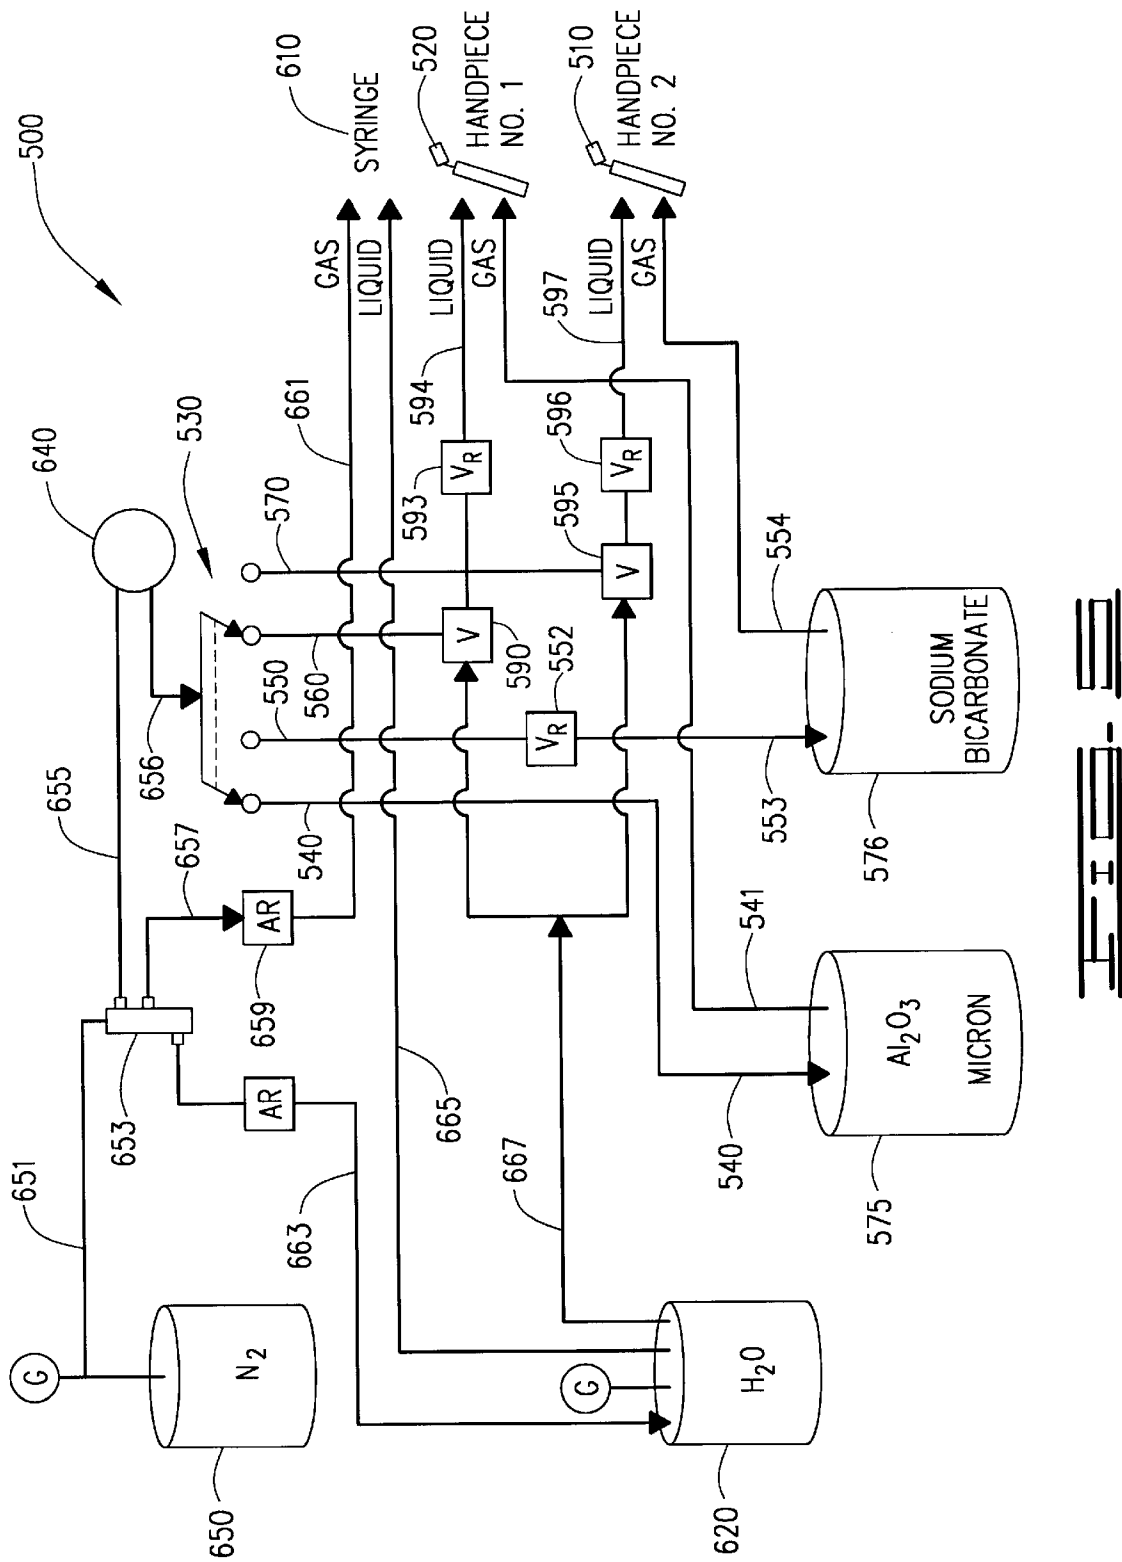 651
G
500
640
655
653
656
657
530
650
N2
AR
659
AR
550
570
663
540
560
661
GAS
610
SYRINGE
LIQUID
593
594
520
665
V
VR
LIQUID
HANDPIECE
NO. 1
GAS
667
590
552
VR
595
596
597
510
G
V
VR
LIQUID
HANDPIECE
NO. 2
GAS
620
H2O
540
541
553
554
575
576
Al2O3
MICRON
SODIUM
BICARBONATE